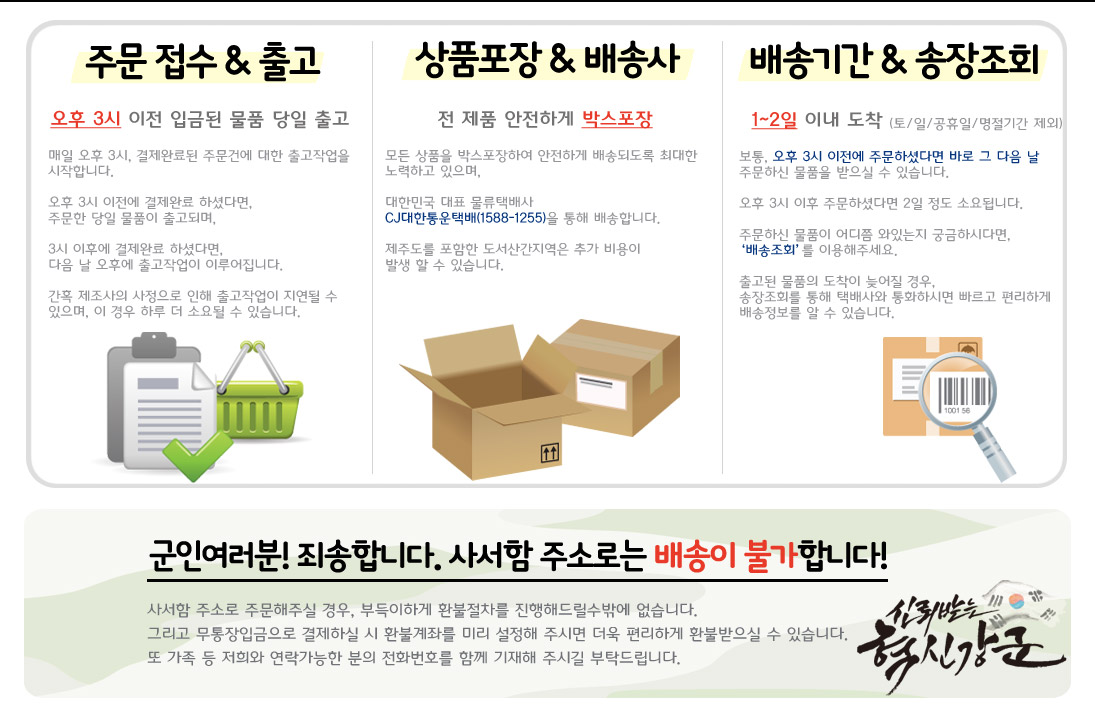 주문 접수 & 출고
오후 3시 이전 입금된 물품 당일 출고
매일 오후 3시, 결제완료된 주문건에 대한 출고작업을
시작합니다.
오후 3시 이전에 결제완료 하셨다면,
주문한 당일 물품이 출고되며,
3시 이후에 결제완료 하셨다면,
다음 날 오후에 출고작업이 이루어집니다.
간혹 제조사의 사정으로 인해 출고작업이 지연될 수
있으며, 이 경우 하루 더 소요될 수 있습니다.
상품포장 & 배송사
전 제품 안전하게 박스포장
모든 상품을 박스포장하여 안전하게 배송되도록 최대한
노력하고 있으며,
대한민국 대표 물류택배사
CJ대한통운택배(1588-1255)을 통해 배송합니다.
제주도를 포함한 도서산간지역은 추가 비용이
발생 할 수 있습니다.
배송기간 & 송장조회
1~2일 이내 도착 (토/일/공휴일/명절기간 제외)
보통, 오후 3시 이전에 주문하셨다면 바로 그 다음 날
주문하신 물품을 받으실 수 있습니다.
오후 3시 이후 주문하셨다면 2일 정도 소요됩니다.
주문하신 물품이 어디쯤 와있는지 궁금하시다면,
‘배송조회’를 이용해주세요.
출고된 물품의 도착이 늦어질 경우,
송장조회를 통해 택배사와 통화하시면 빠르고 편리하게
배송정보를 알 수 있습니다.
1001 56
군인여러분! 죄송합니다. 사서함 주소로는 배송이 불가합니다!
사서함 주소로 주문해주실 경우, 부득이하게 환불절차를 진행해드릴수밖에 없습니다.
그리고 무통장입금으로 결제하실 시 환불계좌를 미리 설정해 주시면 더욱 편리하게 환불받으실 수 있습니다.
또 가족 등 저희와 연락가능한 분의 전화번호를 함께 기재해 주시길 부탁드립니다.
신뢰받는
혁신강군